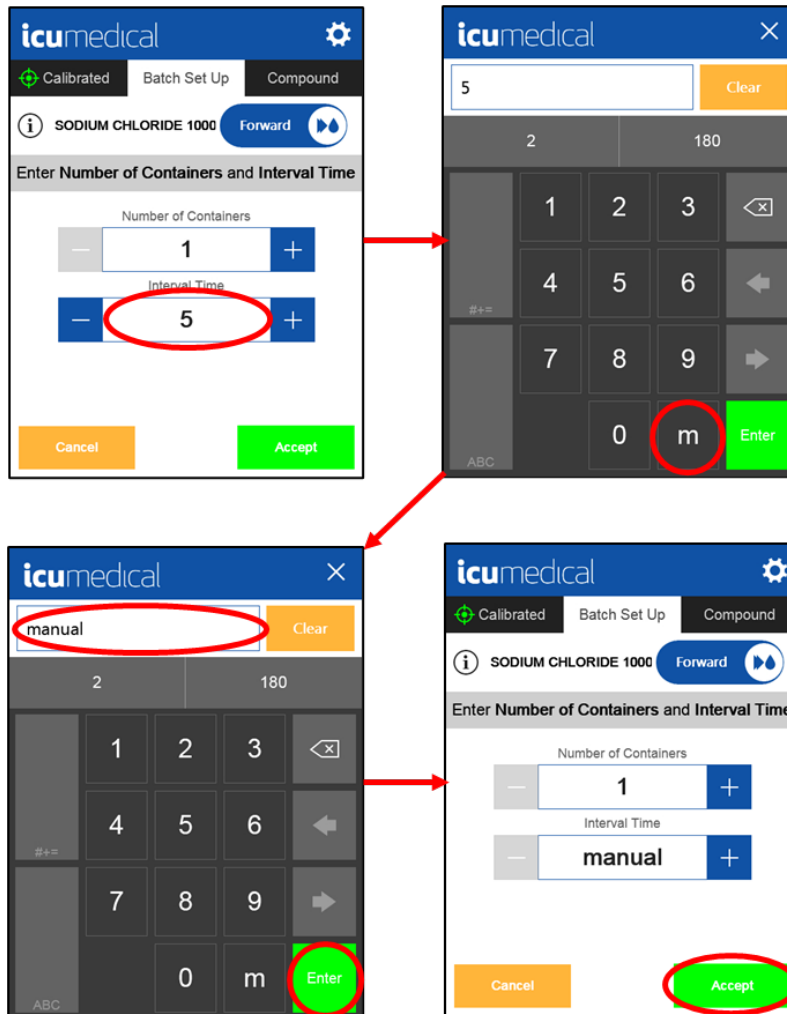 icumedical
Calibrated Batch Set Up Compound
i SODIUM CHLORIDE 1000 Forward
Enter Number of Containers and Interval Time
Number of Containers
− 1 +
Interval Time
− 5 +
Cancel Accept
icumedical ×
5 Clear
2 180
1 2 3
4 5 6
#+=
7 8 9
0 m Enter
ABC
icumedical ×
manual Clear
2 180
1 2 3
4 5 6
#+=
7 8 9
0 m Enter
ABC
icumedical
Calibrated Batch Set Up Compound
i SODIUM CHLORIDE 1000 Forward
Enter Number of Containers and Interval Time
Number of Containers
− 1 +
Interval Time
− manual +
Cancel Accept